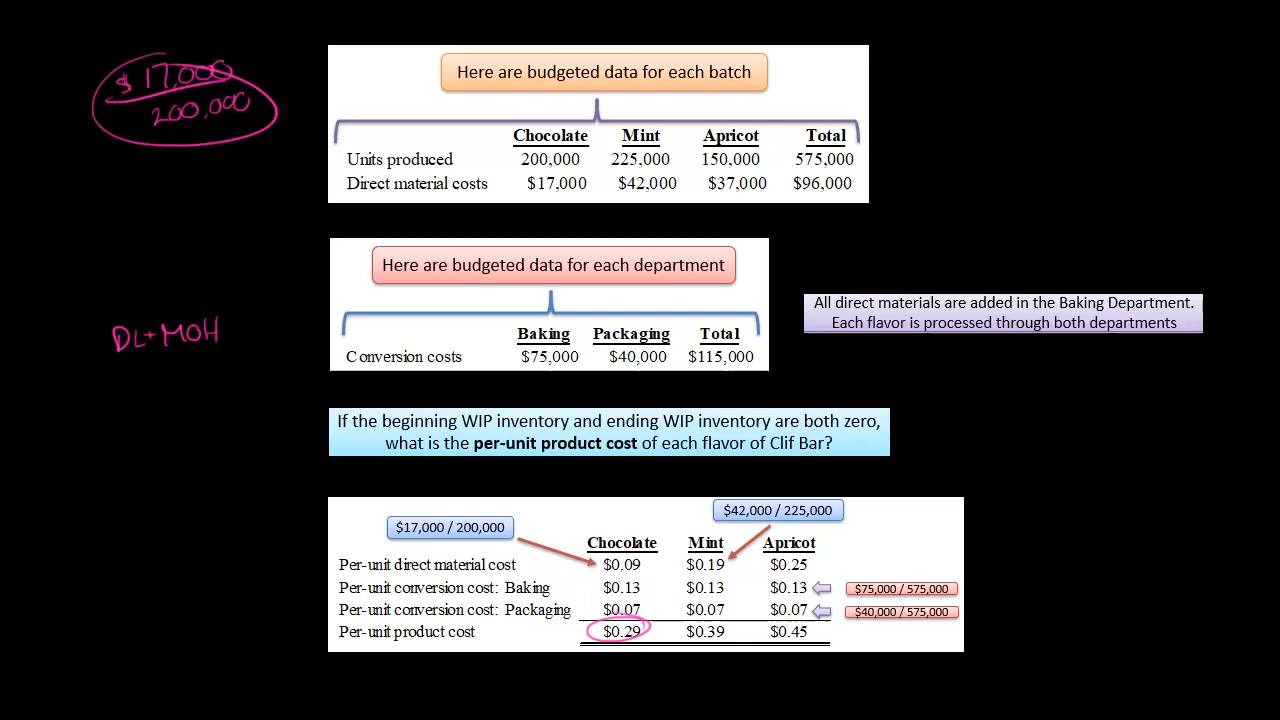 $17,000
200,000
Here are budgeted data for each batch
Chocolate Mint Apricot Total
Units produced 200,000 225,000 150,000 575,000
Direct material costs $17,000 $42,000 $37,000 $96,000
Here are budgeted data for each department
Baking Packaging Total
Conversion costs $75,000 $40,000 $115,000
All direct materials are added in the Baking Department.
Each flavor is processed through both departments
DL+MOH
If the beginning WIP inventory and ending WIP inventory are both zero,
what is the per-unit product cost of each flavor of Clif Bar?
$17,000 / 200,000
$42,000 / 225,000
Chocolate Mint Apricot
Per-unit direct material cost $0.09 $0.19 $0.25
Per-unit conversion cost: Baking $0.13 $0.13 $0.13 $75,000 / 575,000
Per-unit conversion cost: Packaging $0.07 $0.07 $0.07 $40,000 / 575,000
Per-unit product cost $0.29 $0.39 $0.45